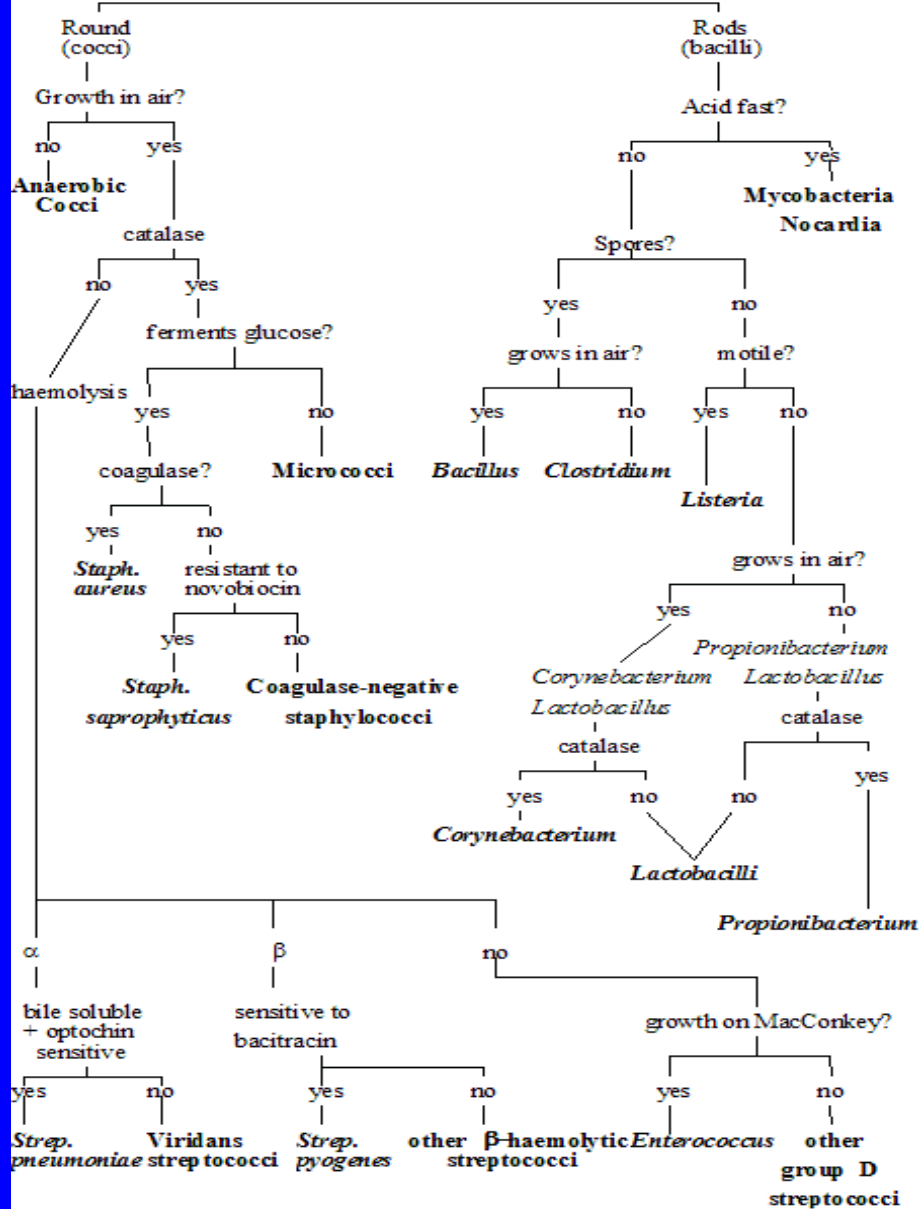 Round
(cocci)
Rods
(bacilli)
Growth in air?
Acid fast?
no
yes
no
yes
Anaerobic
Cocci
Mycobacteria
Nocardia
catalase
Spores?
no
yes
yes
no
ferments glucose?
grows in air?
motile?
haemolysis
yes
no
yes
no
yes
no
coagulase?
Micrococci
Bacillus
Clostridium
Listeria
yes
no
grows in air?
Staph.
aureus
resistant to
novobiocin
yes
no
yes
no
Propionibacterium
Lactobacillus
Corynebacterium
Lactobacillus
Staph.
saprophyticus
Coagulase-negative
staphylococci
catalase
catalase
yes
no
no
yes
Corynebacterium
Lactobacilli
Propionibacterium
α
β
no
bile soluble
+ optochin
sensitive
sensitive to
bacitracin
growth on MacConkey?
yes
no
yes
no
yes
no
Strep.
pneumoniae
Viridans
streptococci
Strep.
pyogenes
other β-haemolytic
streptococci
Enterococcus
other
group D
streptococci